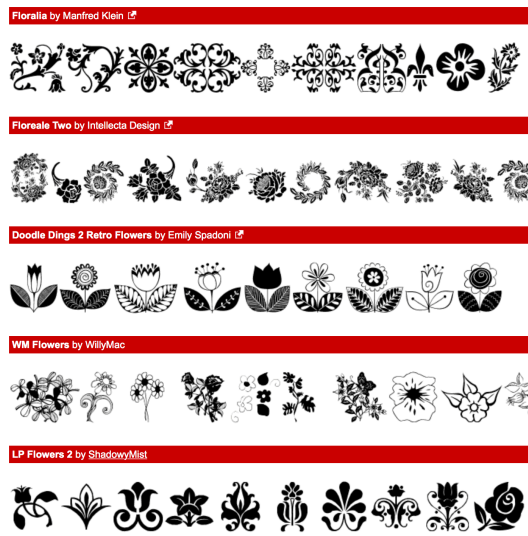 Floralia by Manfred Klein
Floreale Two by Intellecta Design
Doodle Dings 2 Retro Flowers by Emily Spadoni
WM Flowers by WillyMac
LP Flowers 2 by ShadowyMist